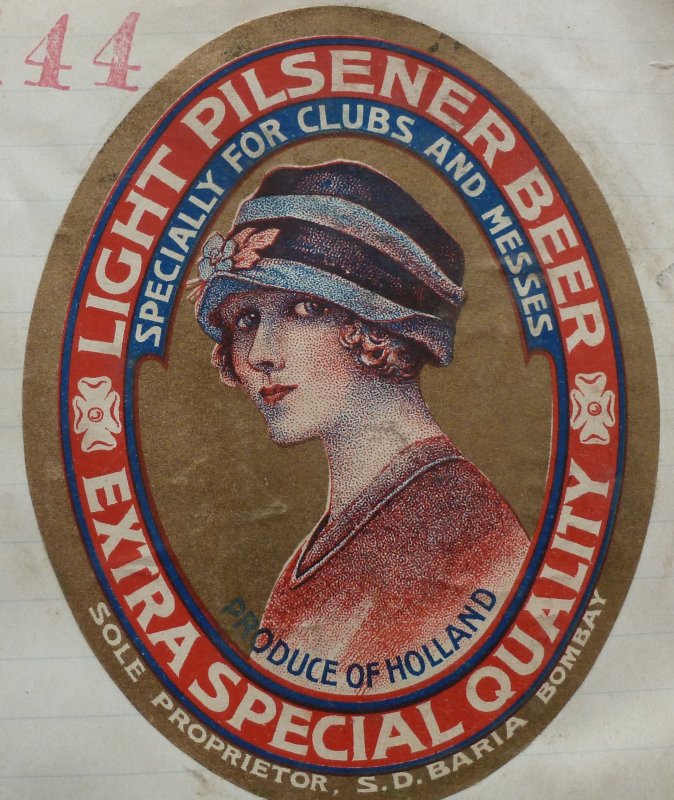 44
LIGHT PILSENER BEER
SPECIALLY FOR CLUBS AND MESSES
PRODUCE OF HOLLAND
EXTRA SPECIAL QUALITY
SOLE PROPRIETOR, S.D. BARIA BOMBAY